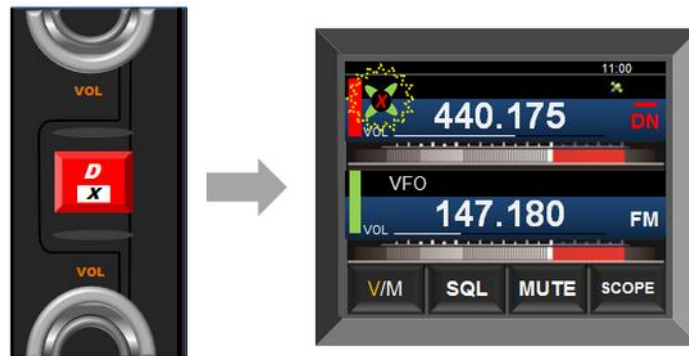 VOL
D
X
VOL
11:00
X
440.175
DN
VOL
VFO
147.180
FM
VOL
V/M
SQL
MUTE
SCOPE